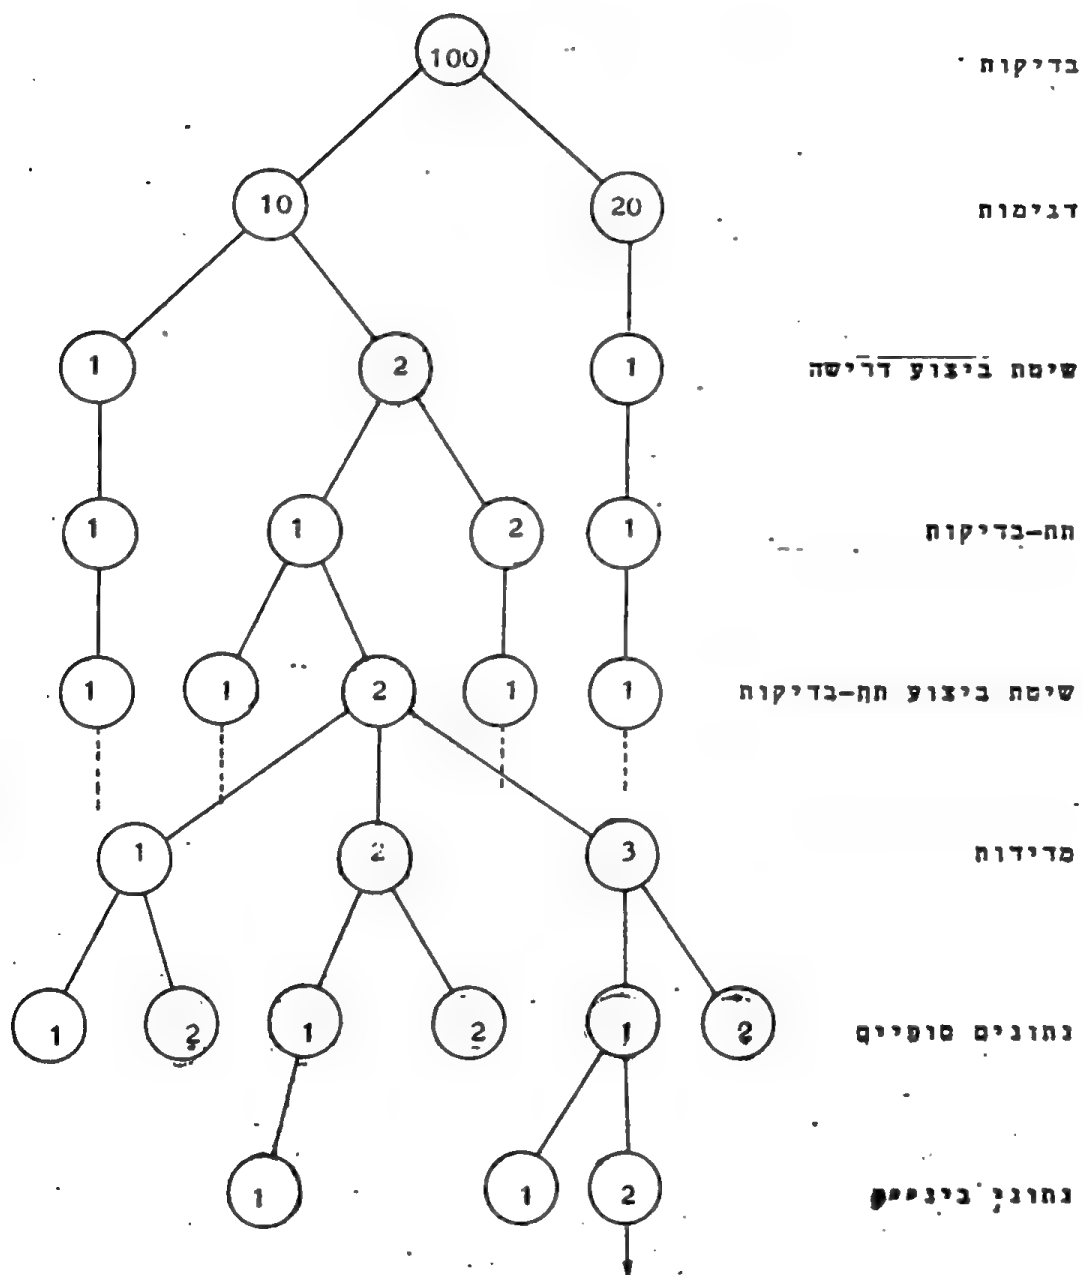 100 בדיקות
10 20 דגימות
1 2 1 שיטת ביצוע דרישה
1 1 2 1 תת-בדיקות
1 1 2 1 1 שיטת ביצוע תת-בדיקות
1 2 3 מדידות
1 2 1 2 1 2 נתונים סופיים
1 1 2 נתוני ביניים